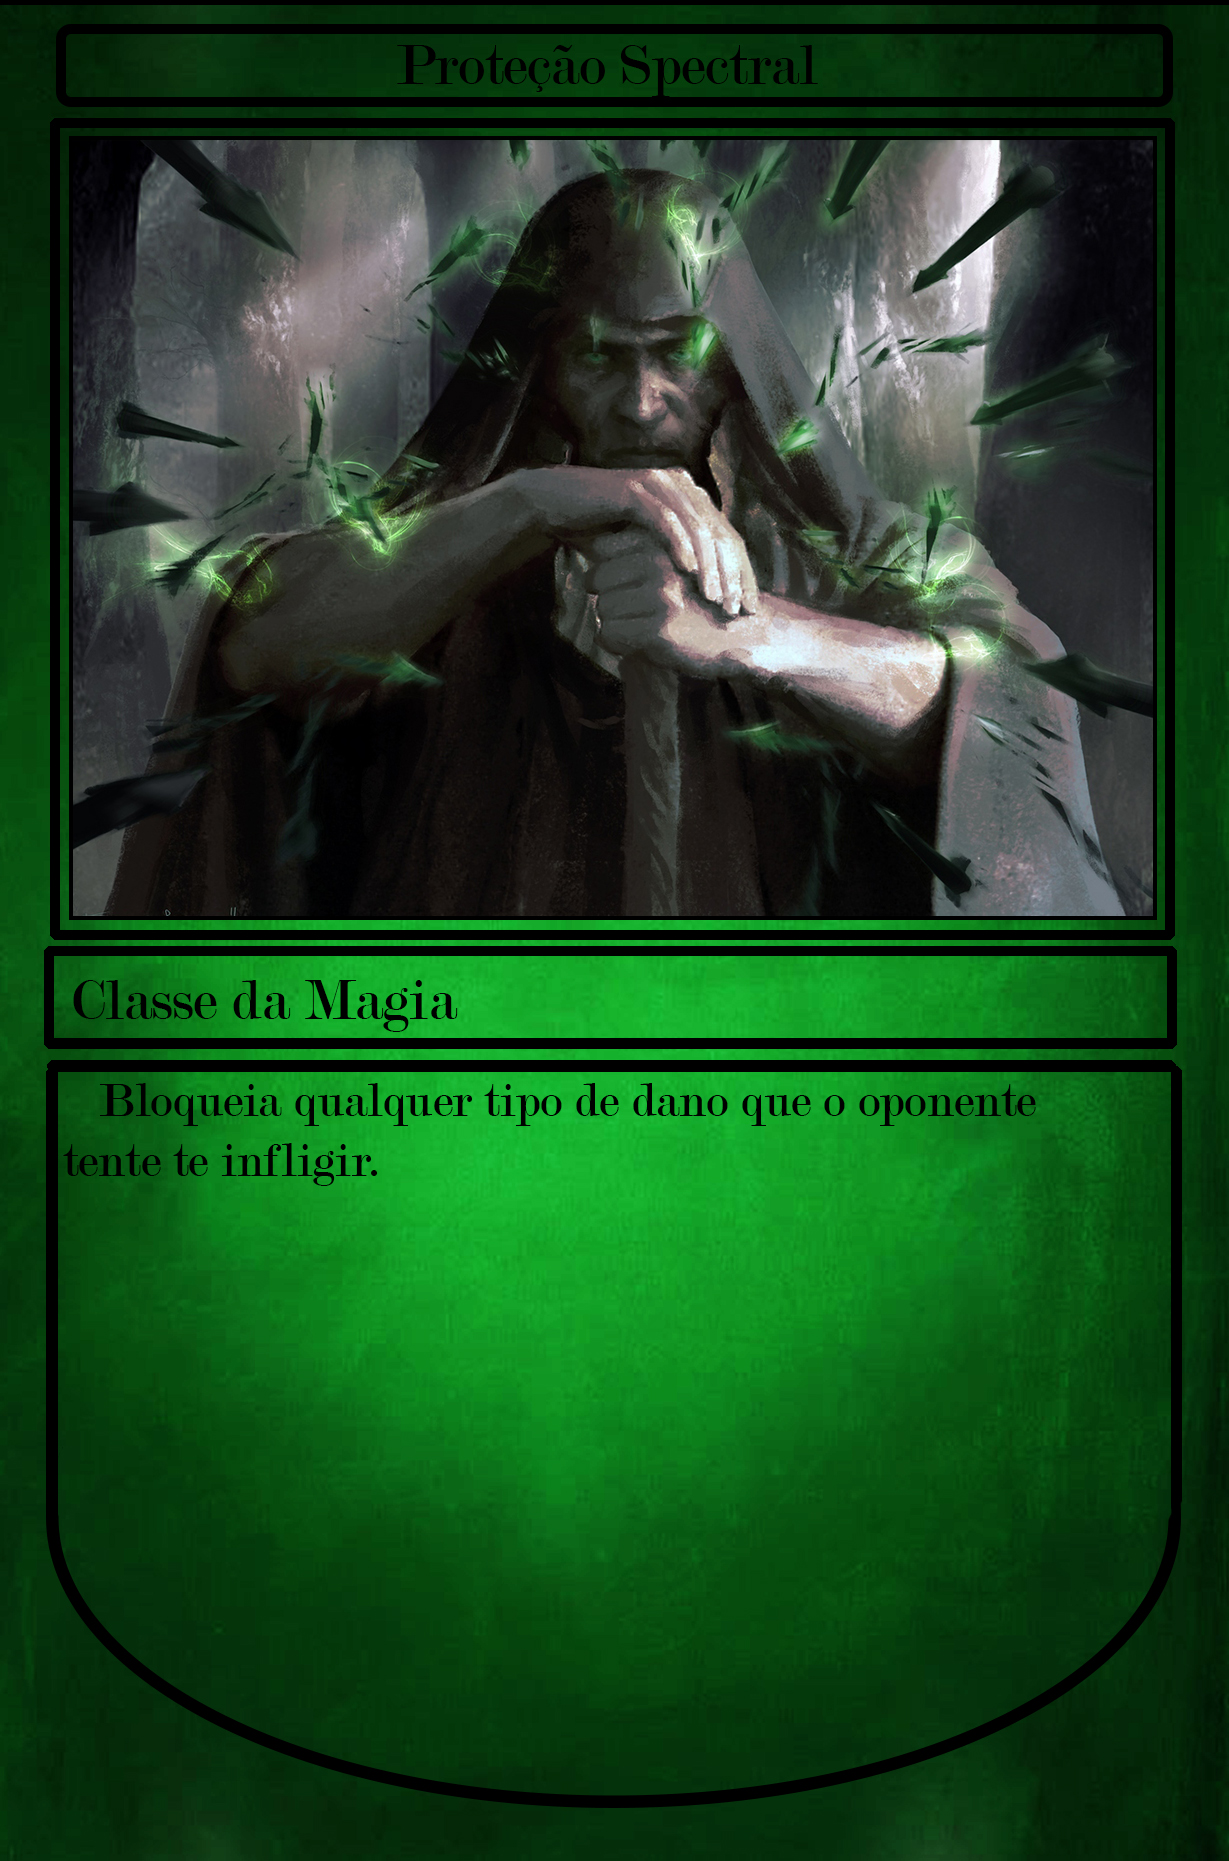 Proteção Spectral
Classe da Magia
Bloqueia qualquer tipo de dano que o oponente
tente te infligir.